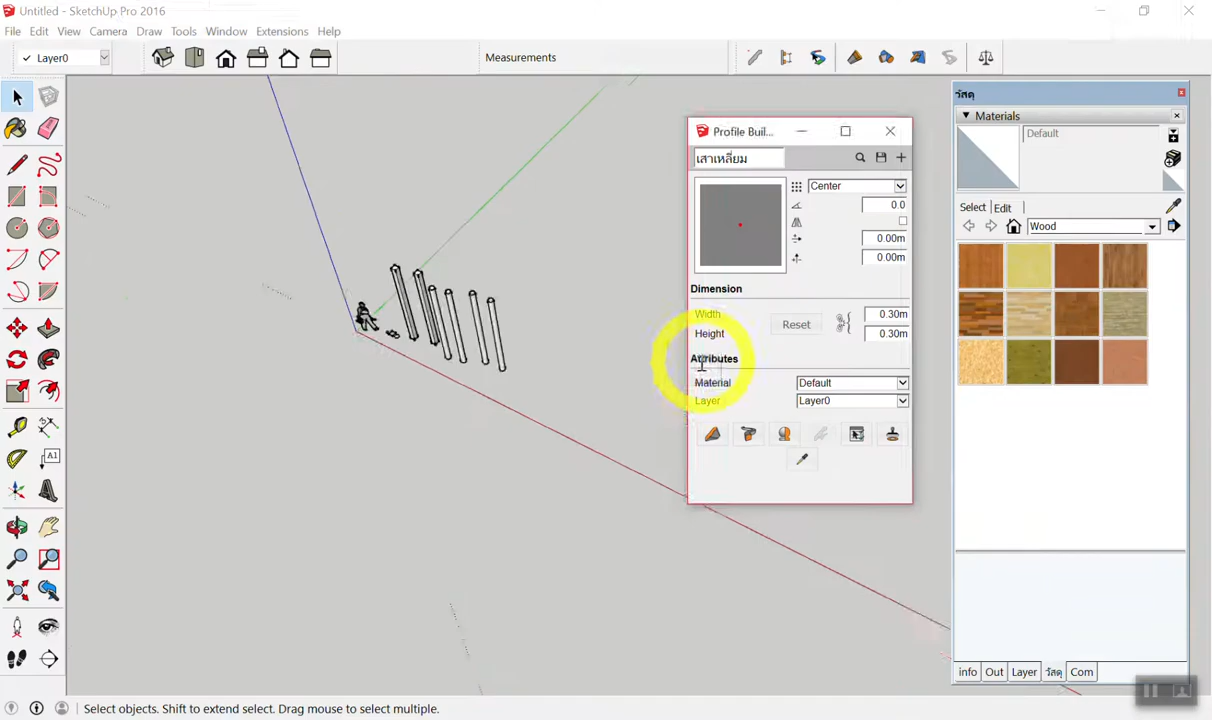 Untitled - SketchUp Pro 2016
File Edit View Camera Draw Tools Window Extensions Help
✓ Layer0
Measurements
วัสดุ
Materials
Default
Select Edit
Wood
Profile Buil...
เสาเหลี่ยม
Center
0.0
0.00m
0.00m
Dimension
Width 0.30m
Reset
Height 0.30m
Attributes
Material Default
Layer Layer0
A1
info Out Layer วัสดุ Com
Select objects. Shift to extend select. Drag mouse to select multiple.